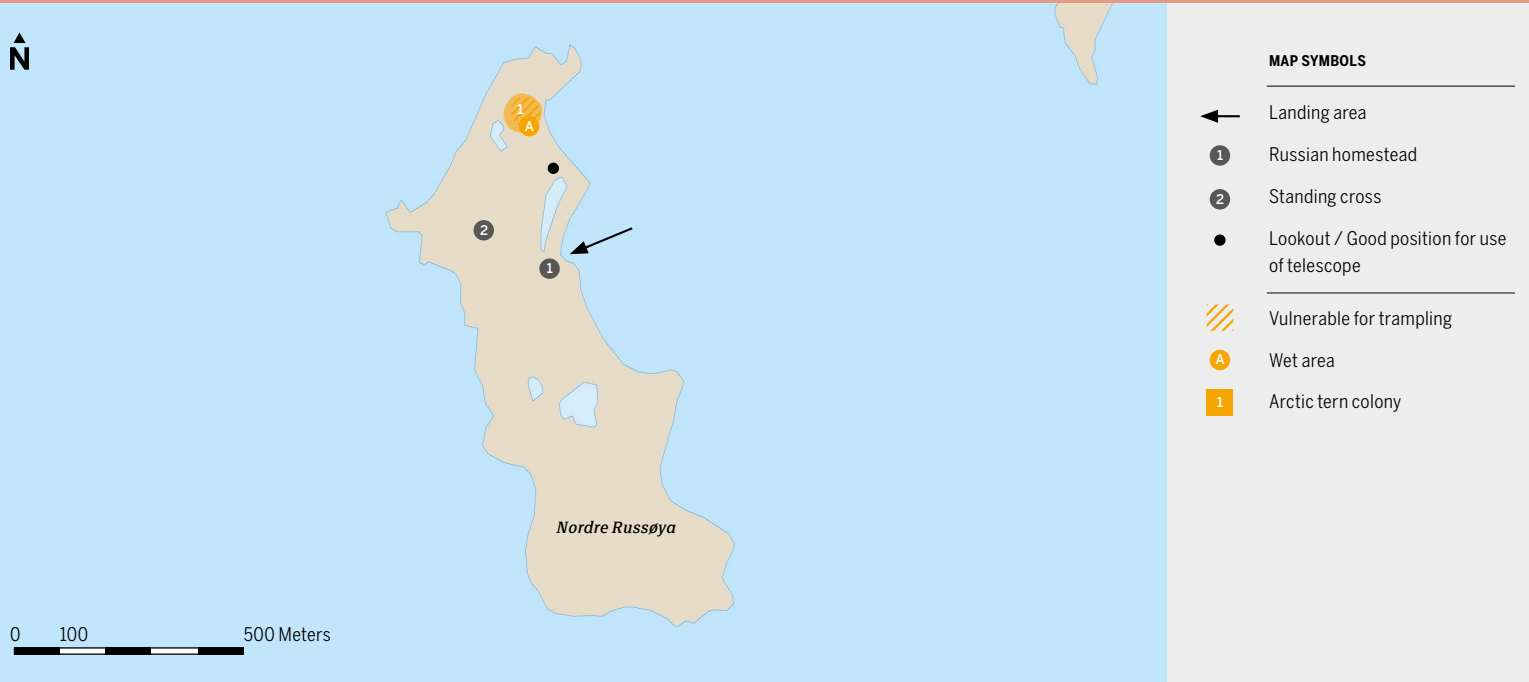 N
1
A
2
1
Nordre Russøya
0 100 500 Meters
MAP SYMBOLS
Landing area
1 Russian homestead
2 Standing cross
Lookout / Good position for use
of telescope
Vulnerable for trampling
A Wet area
1 Arctic tern colony